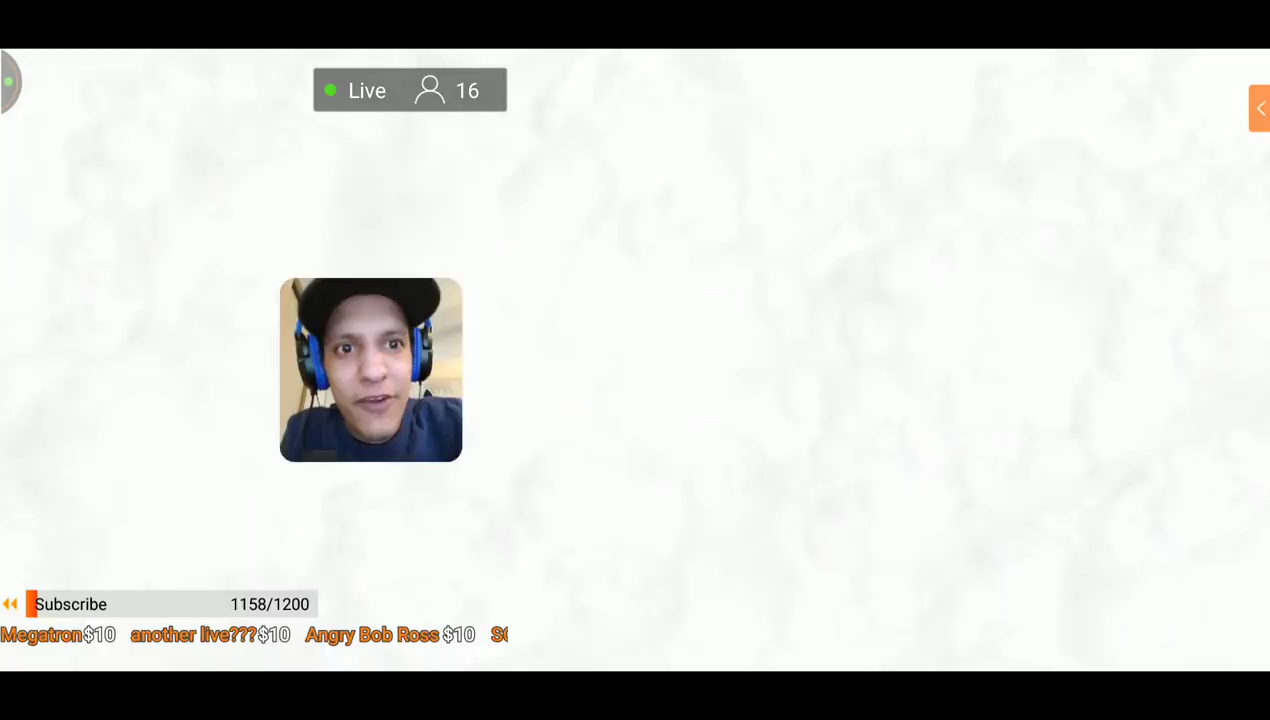 Live 16
Subscribe 1158/1200
Megatron$10 another live???$10 Angry Bob Ross $10